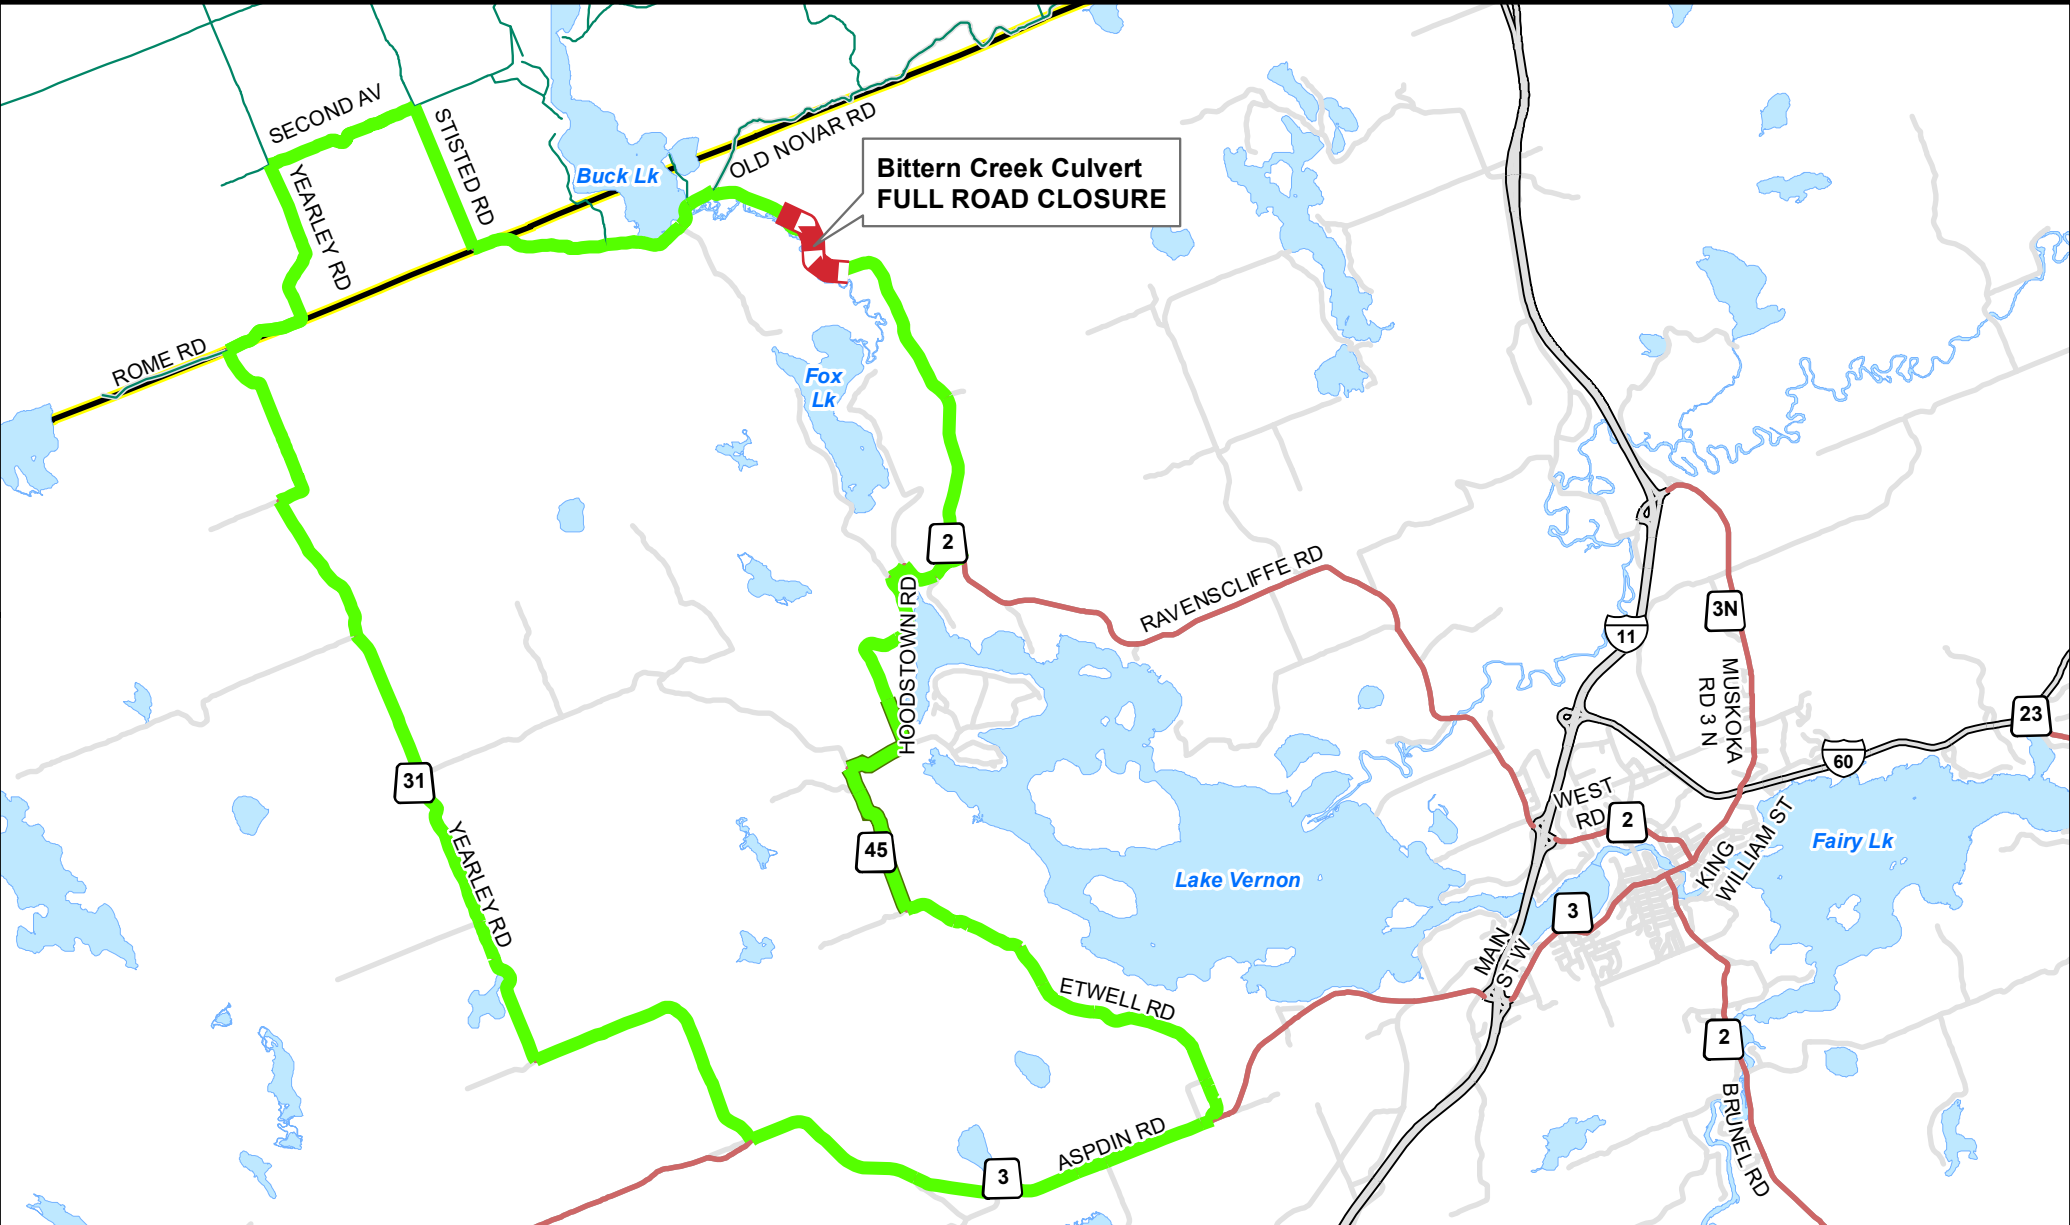 SECOND AV
STISTED RD
OLD NOVAR RD
Bittern Creek Culvert
FULL ROAD CLOSURE
Buck Lk
YEARLEY RD
ROME RD
Fox
Lk
2
RAVENSCLIFFE RD
HOODSTOWN RD
3N
11
MUSKOKA
RD 3 N
23
60
31
WEST
RD
2
YEARLEY RD
45
KING
WILLIAM ST
Fairy Lk
Lake Vernon
3
MAIN
ST W
ETWELL RD
2
BRUNEL RD
ASPDIN RD
3